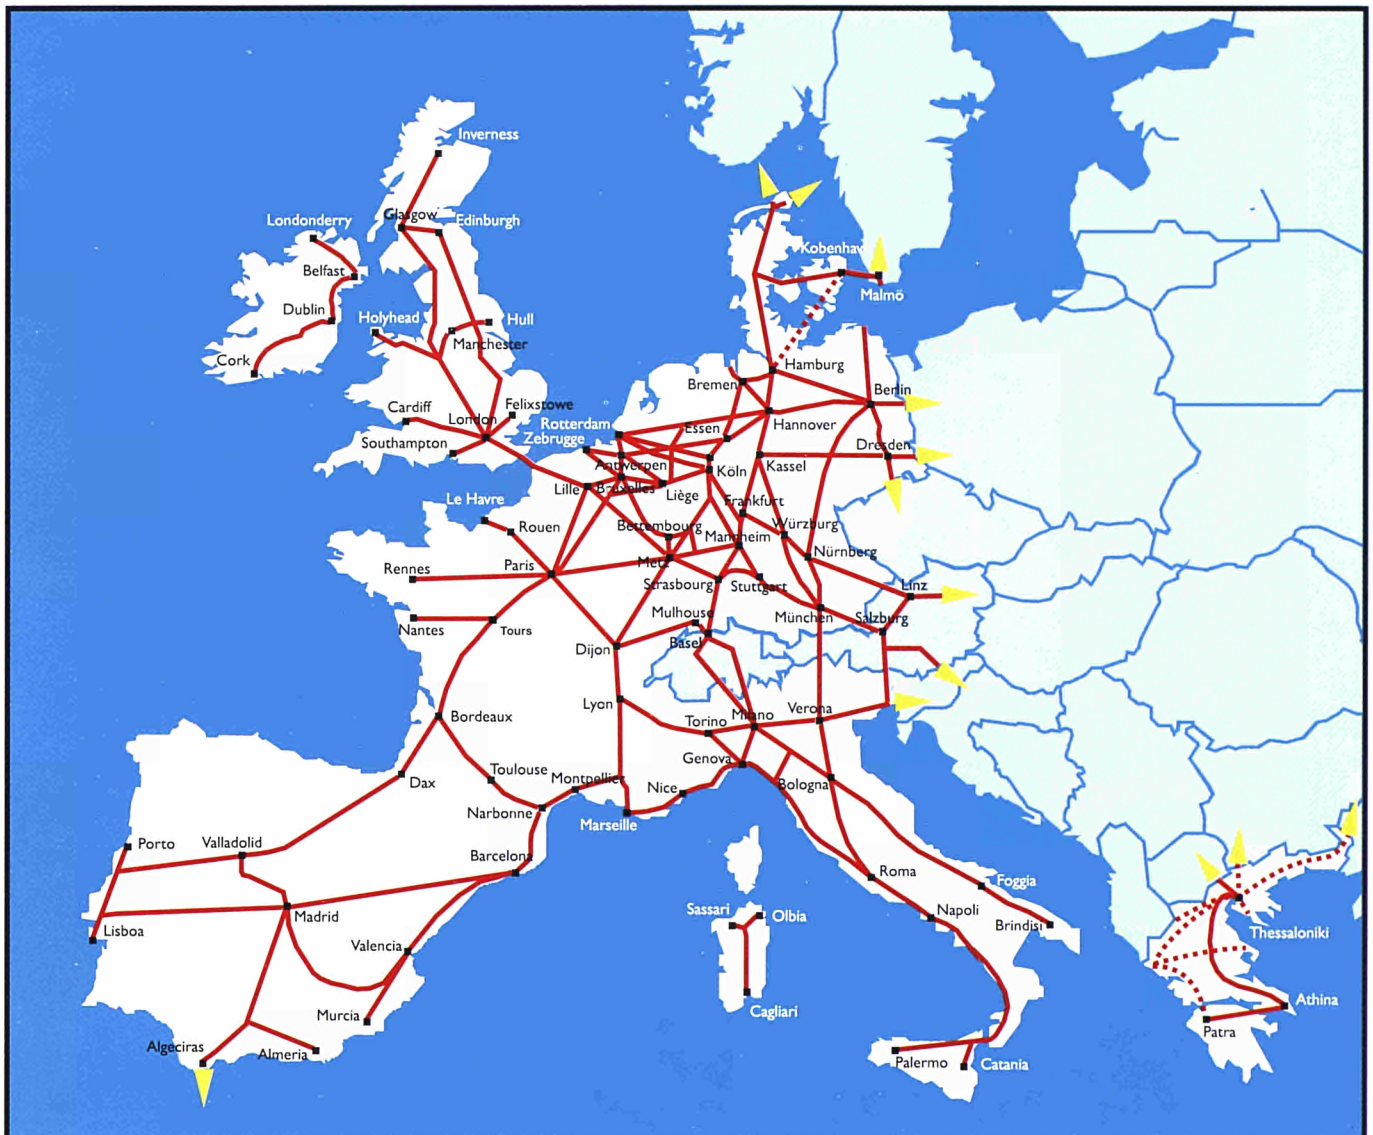 Inverness
Glasgow
Edinburgh
Londonderry
Belfast
Dublin
Cork
Holyhead
Hull
Manchester
Cardiff
London
Felixstowe
Southampton
Kobenhav
Malmö
Hamburg
Bremen
Berlin
Rotterdam
Zebrugge
Essen
Hannover
Antwerpen
Köln
Kassel
Dresden
Lille
Bruxelles
Liège
Le Havre
Rouen
Frankfurt
Bettembourg
Mannheim
Würzburg
Nürnberg
Rennes
Paris
Metz
Strasbourg
Stuttgart
Linz
Nantes
Tours
Mulhouse
München
Salzburg
Dijon
Basel
Lyon
Bordeaux
Torino
Milano
Verona
Genova
Dax
Toulouse
Montpellier
Nice
Bologna
Narbonne
Marseille
Porto
Valladolid
Barcelona
Roma
Foggia
Madrid
Sassari
Olbia
Napoli
Brindisi
Lisboa
Valencia
Thessaloniki
Murcia
Cagliari
Athina
Patra
Algeciras
Almeria
Palermo
Catania